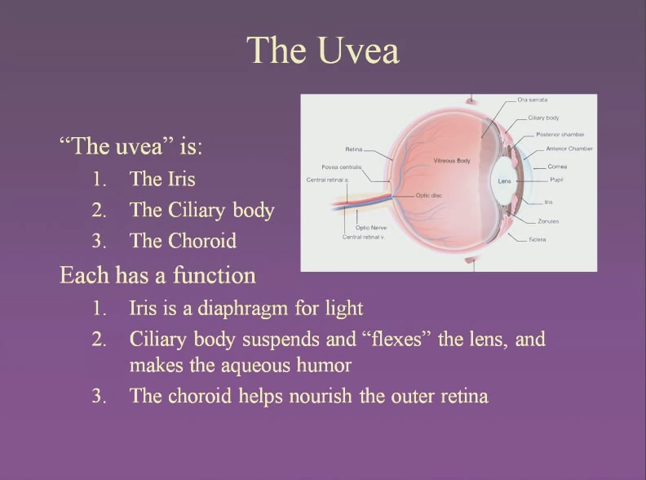 The Uvea
“The uvea” is:
1. The Iris
2. The Ciliary body
3. The Choroid
Each has a function
1. Iris is a diaphragm for light
2. Ciliary body suspends and “flexes” the lens, and
makes the aqueous humor
3. The choroid helps nourish the outer retina
Ora serrata
Ciliary body
Posterior chamber
Anterior Chamber
Cornea
Pupil
Iris
Zonules
Sclera
Retina
Fovea centralis
Central retinal a.
Optic Nerve
Central retinal v.
Vitreous Body
Optic disc
Lens